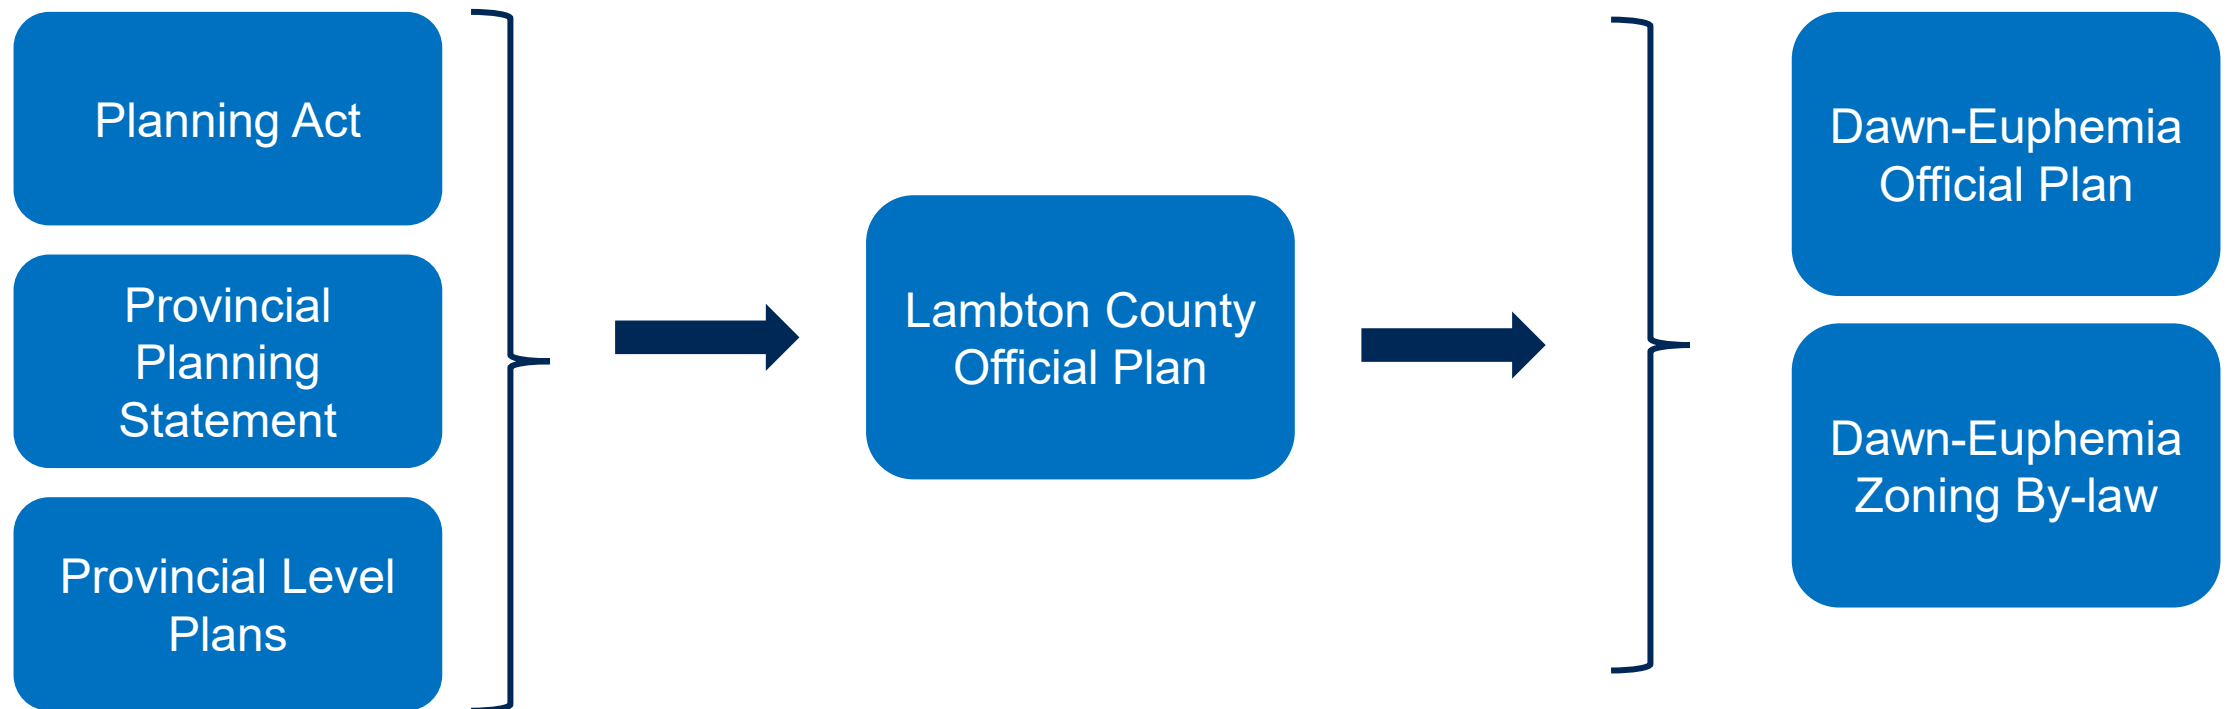 Planning Act
Provincial
Planning
Statement
Provincial Level
Plans
Lambton County
Official Plan
Dawn-Euphemia
Official Plan
Dawn-Euphemia
Zoning By-law